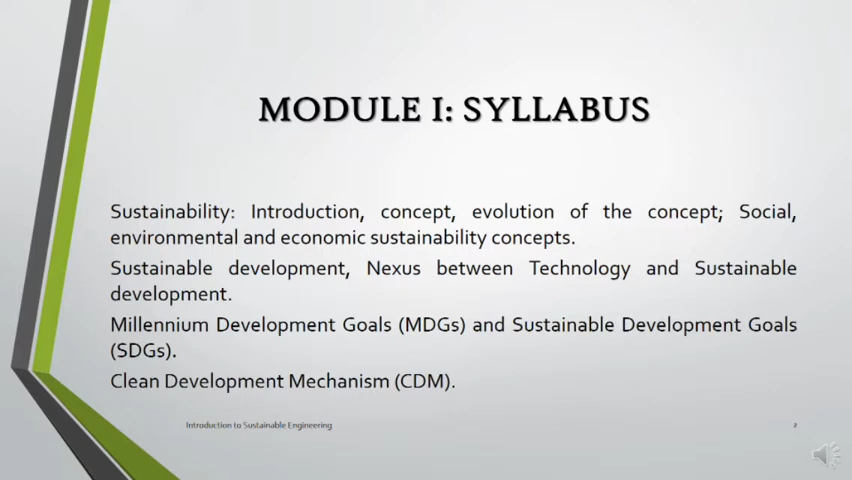 MODULE I: SYLLABUS
Sustainability: Introduction, concept, evolution of the concept; Social,
environmental and economic sustainability concepts.
Sustainable development, Nexus between Technology and Sustainable
development.
Millennium Development Goals (MDGs) and Sustainable Development Goals
(SDGs).
Clean Development Mechanism (CDM).
Introduction to Sustainable Engineering
2